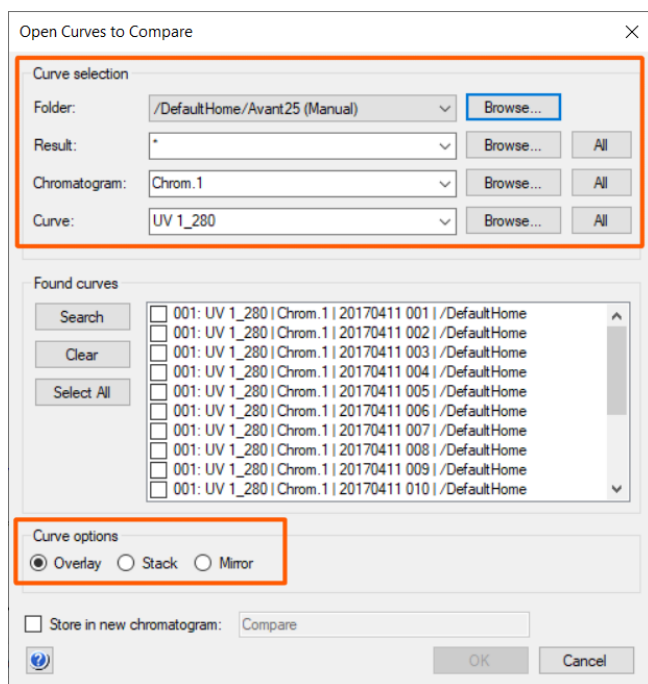 Open Curves to Compare
Curve selection
Folder: /DefaultHome/Avant25 (Manual) Browse...
Result: * Browse... All
Chromatogram: Chrom.1 Browse... All
Curve: UV 1_280 Browse... All
Found curves
Search
Clear
Select All
001: UV 1_280 | Chrom.1 | 20170411 001 | /DefaultHome
001: UV 1_280 | Chrom.1 | 20170411 002 | /DefaultHome
001: UV 1_280 | Chrom.1 | 20170411 003 | /DefaultHome
001: UV 1_280 | Chrom.1 | 20170411 004 | /DefaultHome
001: UV 1_280 | Chrom.1 | 20170411 005 | /DefaultHome
001: UV 1_280 | Chrom.1 | 20170411 006 | /DefaultHome
001: UV 1_280 | Chrom.1 | 20170411 007 | /DefaultHome
001: UV 1_280 | Chrom.1 | 20170411 008 | /DefaultHome
001: UV 1_280 | Chrom.1 | 20170411 009 | /DefaultHome
001: UV 1_280 | Chrom.1 | 20170411 010 | /DefaultHome
Curve options
Overlay Stack Mirror
Store in new chromatogram: Compare
? OK Cancel